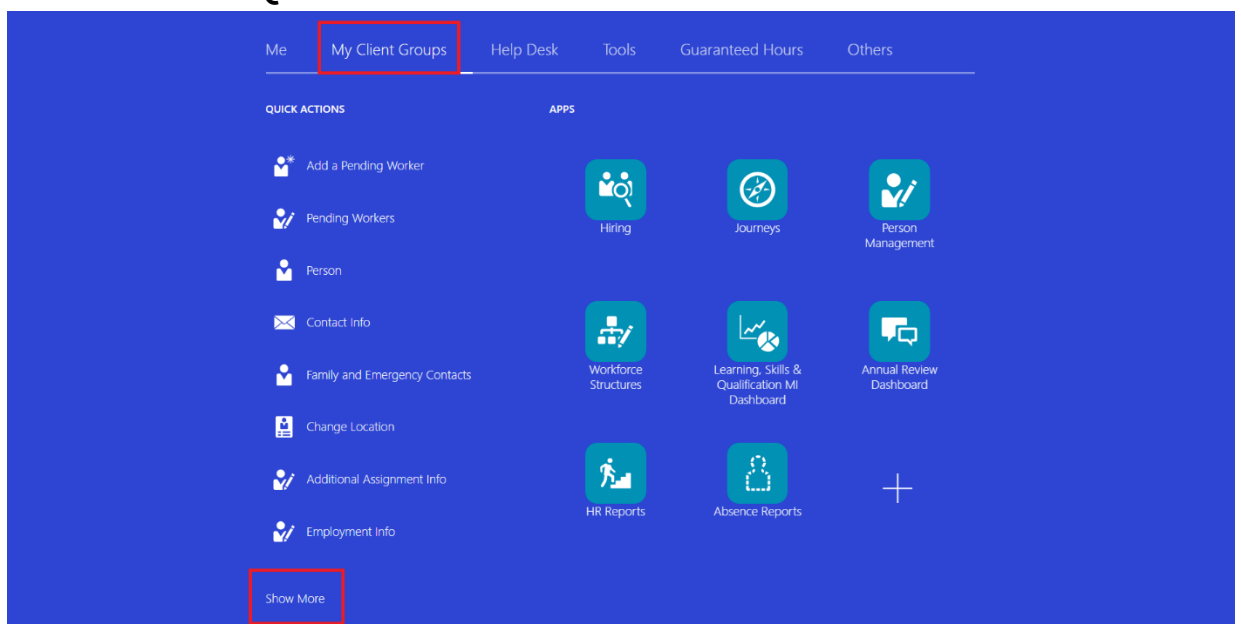 Me My Client Groups Help Desk Tools Guaranteed Hours Others
QUICK ACTIONS
Add a Pending Worker
Pending Workers
Person
Contact Info
Family and Emergency Contacts
Change Location
Additional Assignment Info
Employment Info
Show More
APPS
Hiring
Journeys
Person
Management
Workforce
Structures
Learning, Skills &
Qualification MI
Dashboard
Annual Review
Dashboard
HR Reports
Absence Reports